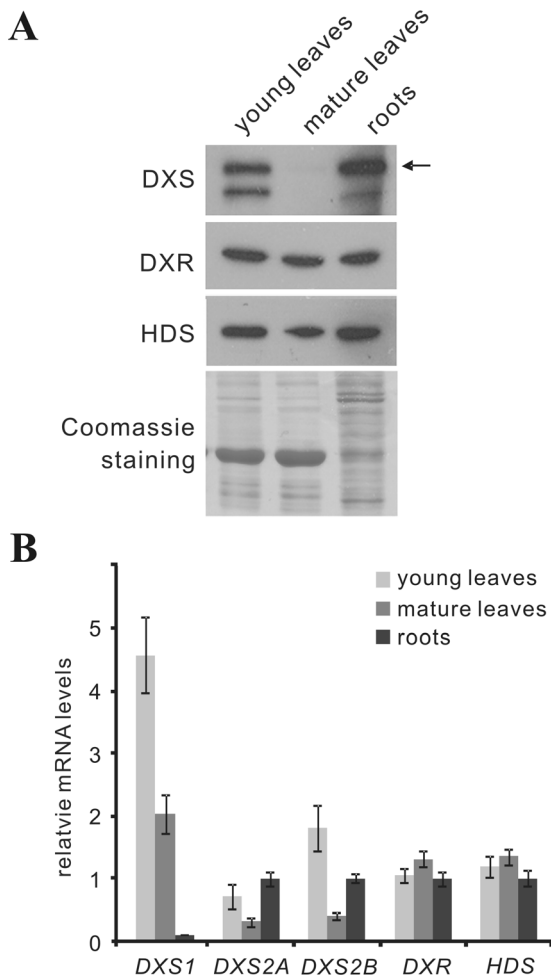 A
young leaves
mature leaves
roots
DXS
DXR
HDS
Coomassie
staining
B
young leaves
mature leaves
roots
relatvie mRNA levels
5
4
3
2
1
0
DXS1 DXS2A DXS2B DXR HDS